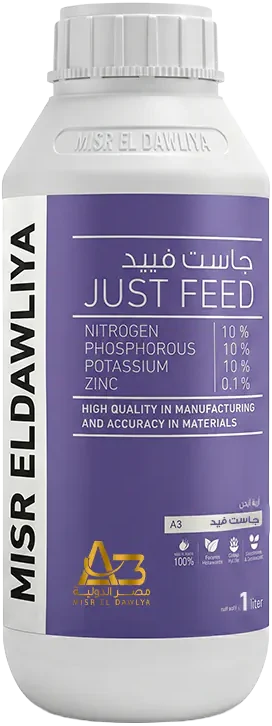 MISR EL DAWLIYA
MISR ELDAWLIYA
جاست فييد
JUST FEED
NITROGEN 10 %
PHOSPHOROUS 10 %
POTASSIUM 10 %
ZINC 0.1 %
HIGH QUALITY IN MANUFACTURING
AND ACCURACY IN MATERIALS
A3 جاست فيد
100%
A3
مصر الدولية
MISR EL DAWLYA
1 liter